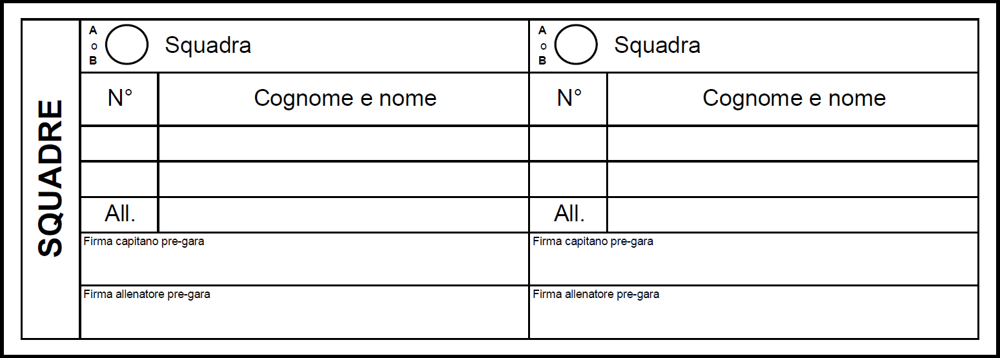 SQUADRE
A
o
B
Squadra
A
o
B
Squadra
N° Cognome e nome N° Cognome e nome
All. All.
Firma capitano pre-gara Firma capitano pre-gara
Firma allenatore pre-gara Firma allenatore pre-gara